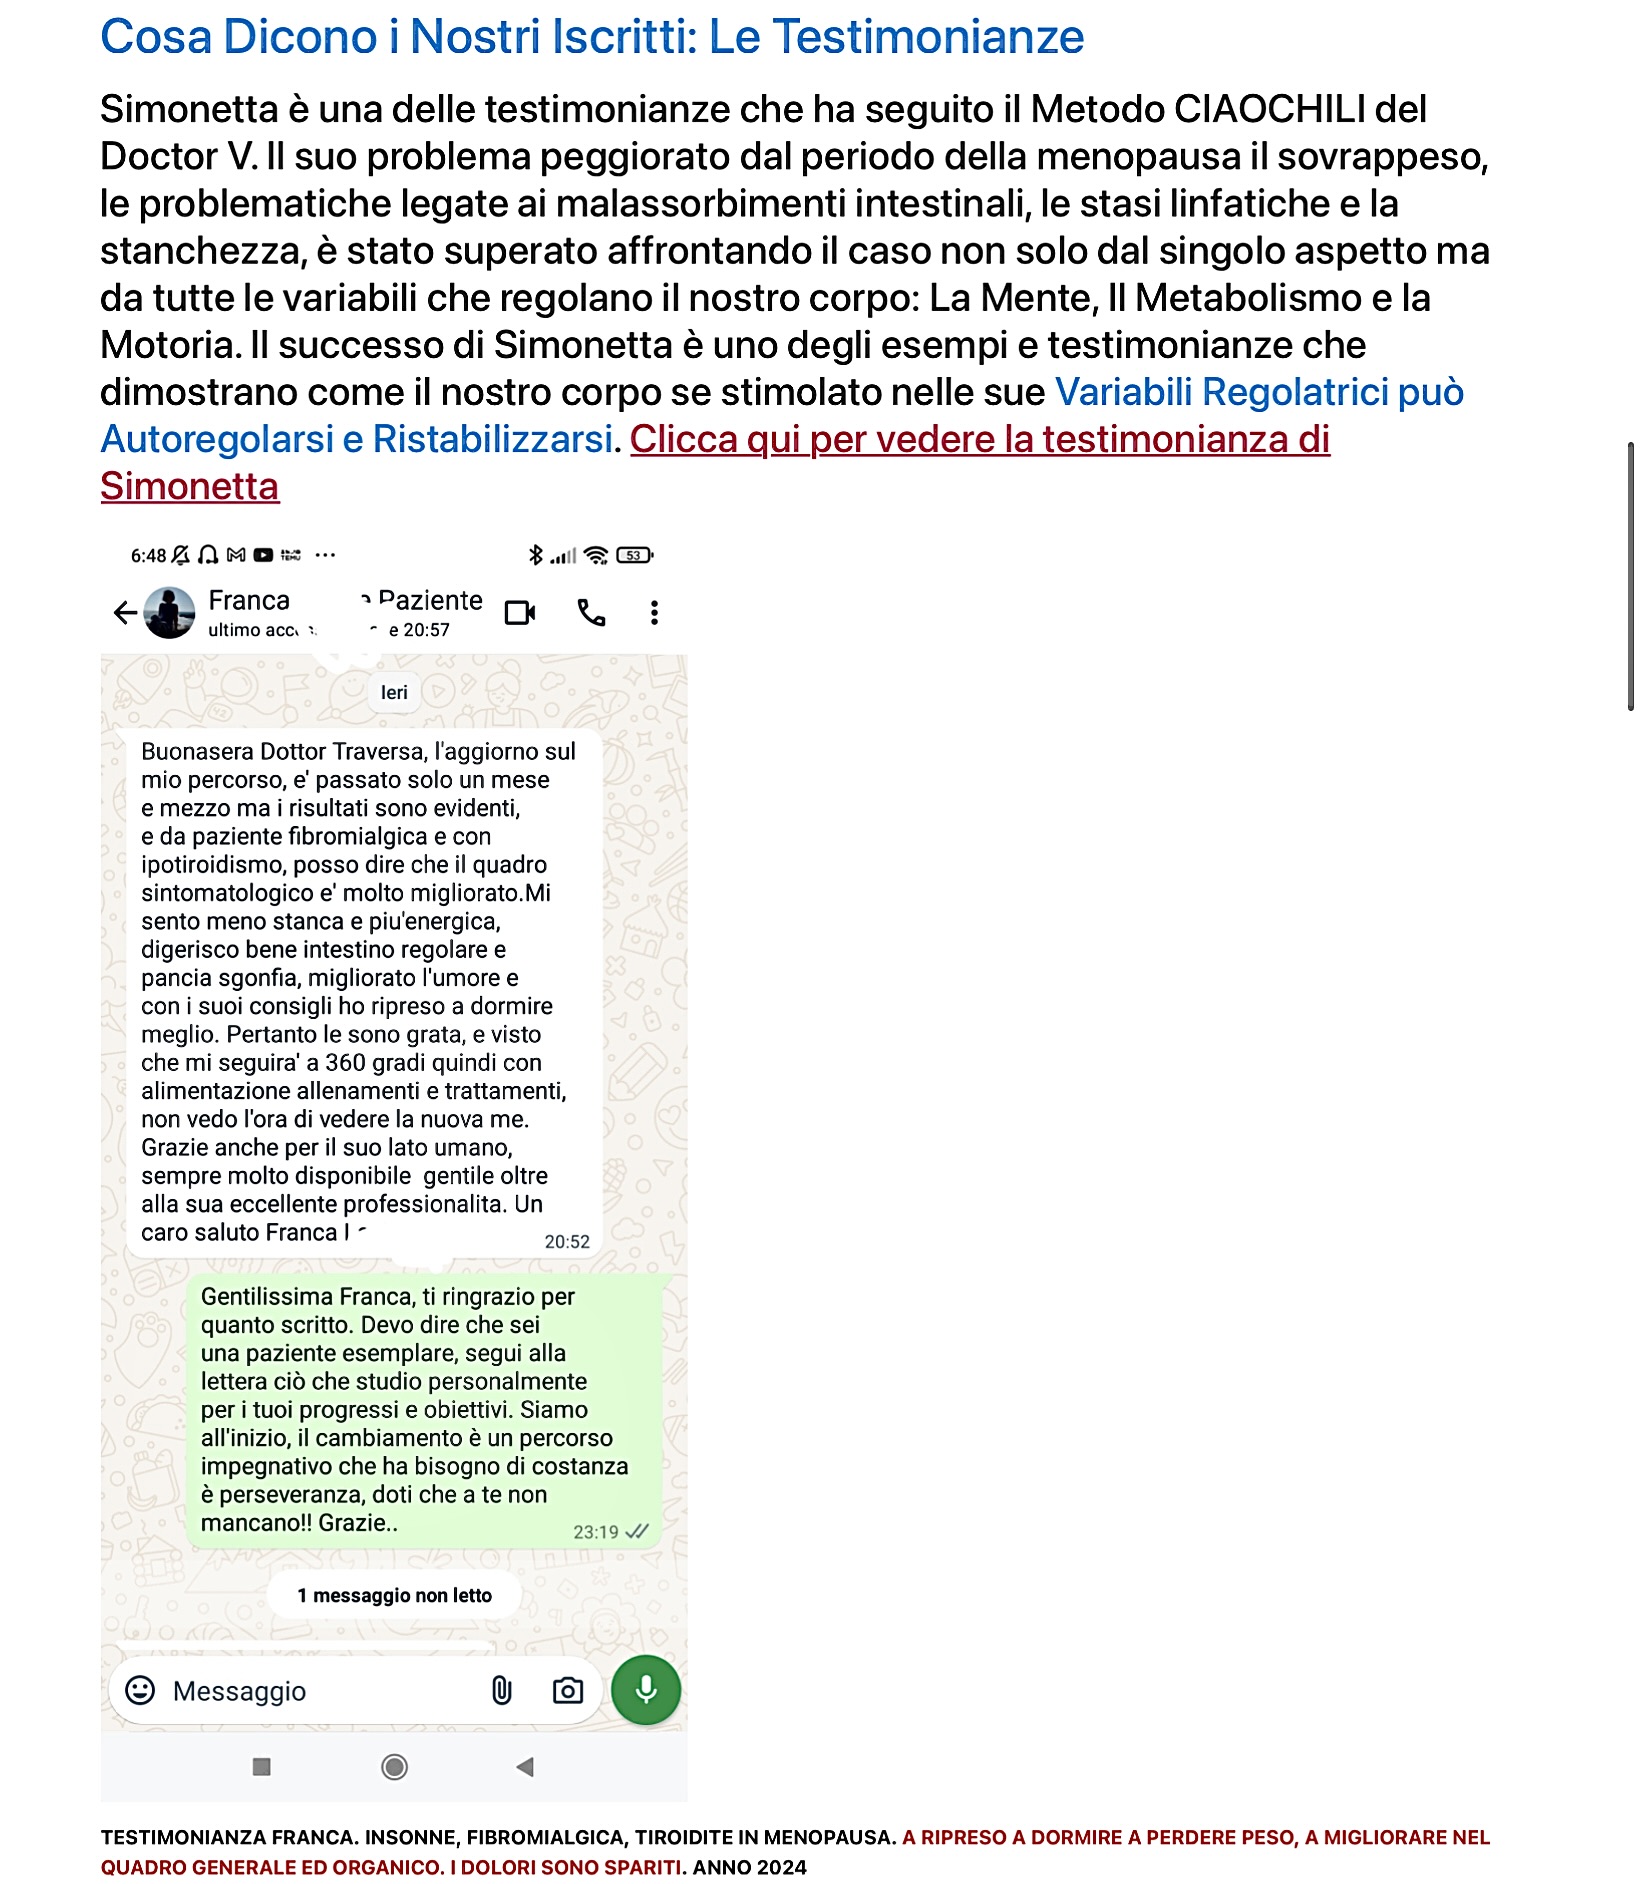 Cosa Dicono i Nostri Iscritti: Le Testimonianze
Simonetta è una delle testimonianze che ha seguito il Metodo CIAOCHILI del
Doctor V. Il suo problema peggiorato dal periodo della menopausa il sovrappeso,
le problematiche legate ai malassorbimenti intestinali, le stasi linfatiche e la
stanchezza, è stato superato affrontando il caso non solo dal singolo aspetto ma
da tutte le variabili che regolano il nostro corpo: La Mente, Il Metabolismo e la
Motoria. Il successo di Simonetta è uno degli esempi e testimonianze che
dimostrano come il nostro corpo se stimolato nelle sue Variabili Regolatrici può
Autoregolarsi e Ristabilizzarsi. Clicca qui per vedere la testimonianza di
Simonetta
6:48 53
Franca Paziente
ultimo e 20:57
Ieri
Buonasera Dottor Traversa, l'aggiorno sul
mio percorso, e' passato solo un mese
e mezzo ma i risultati sono evidenti,
e da paziente fibromialgica e con
ipotiroidismo, posso dire che il quadro
sintomatologico e' molto migliorato.Mi
sento meno stanca e piu'energica,
digerisco bene intestino regolare e
pancia sgonfia, migliorato l'umore e
con i suoi consigli ho ripreso a dormire
meglio. Pertanto le sono grata, e visto
che mi seguira' a 360 gradi quindi con
alimentazione allenamenti e trattamenti,
non vedo l'ora di vedere la nuova me.
Grazie anche per il suo lato umano,
sempre molto disponibile  gentile oltre
alla sua eccellente professionalita. Un
caro saluto Franca
20:52
Gentilissima Franca, ti ringrazio per
quanto scritto. Devo dire che sei
una paziente esemplare, segui alla
lettera ciò che studio personalmente
per i tuoi progressi e obiettivi. Siamo
all'inizio, il cambiamento è un percorso
impegnativo che ha bisogno di costanza
è perseveranza, doti che a te non
mancano!! Grazie..
23:19
1 messaggio non letto
Messaggio
TESTIMONIANZA FRANCA. INSONNE, FIBROMIALGICA, TIROIDITE IN MENOPAUSA. A RIPRESO A DORMIRE A PERDERE PESO, A MIGLIORARE NEL
QUADRO GENERALE ED ORGANICO. I DOLORI SONO SPARITI. ANNO 2024